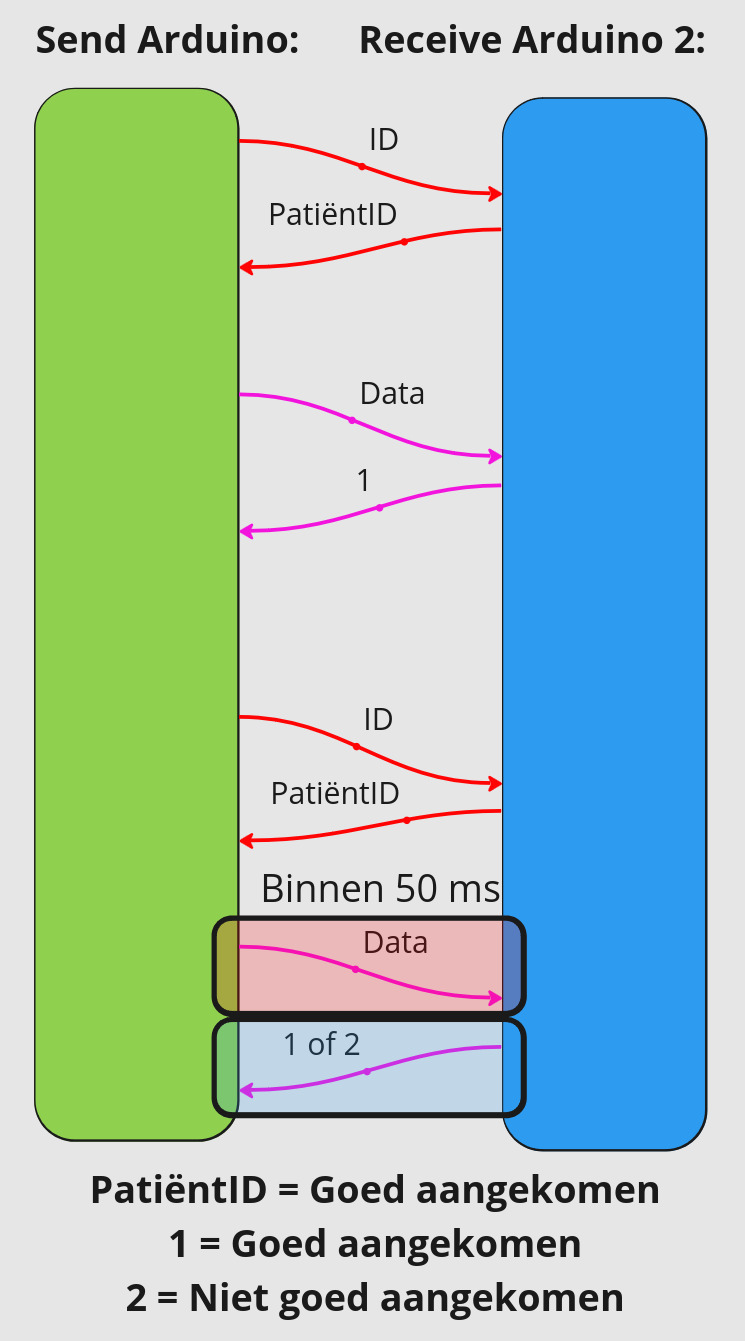 Send Arduino:
Receive Arduino 2:
ID
PatiëntID
Data
1
ID
PatiëntID
Binnen 50 ms
Data
1 of 2
PatiëntID = Goed aangekomen
1 = Goed aangekomen
2 = Niet goed aangekomen